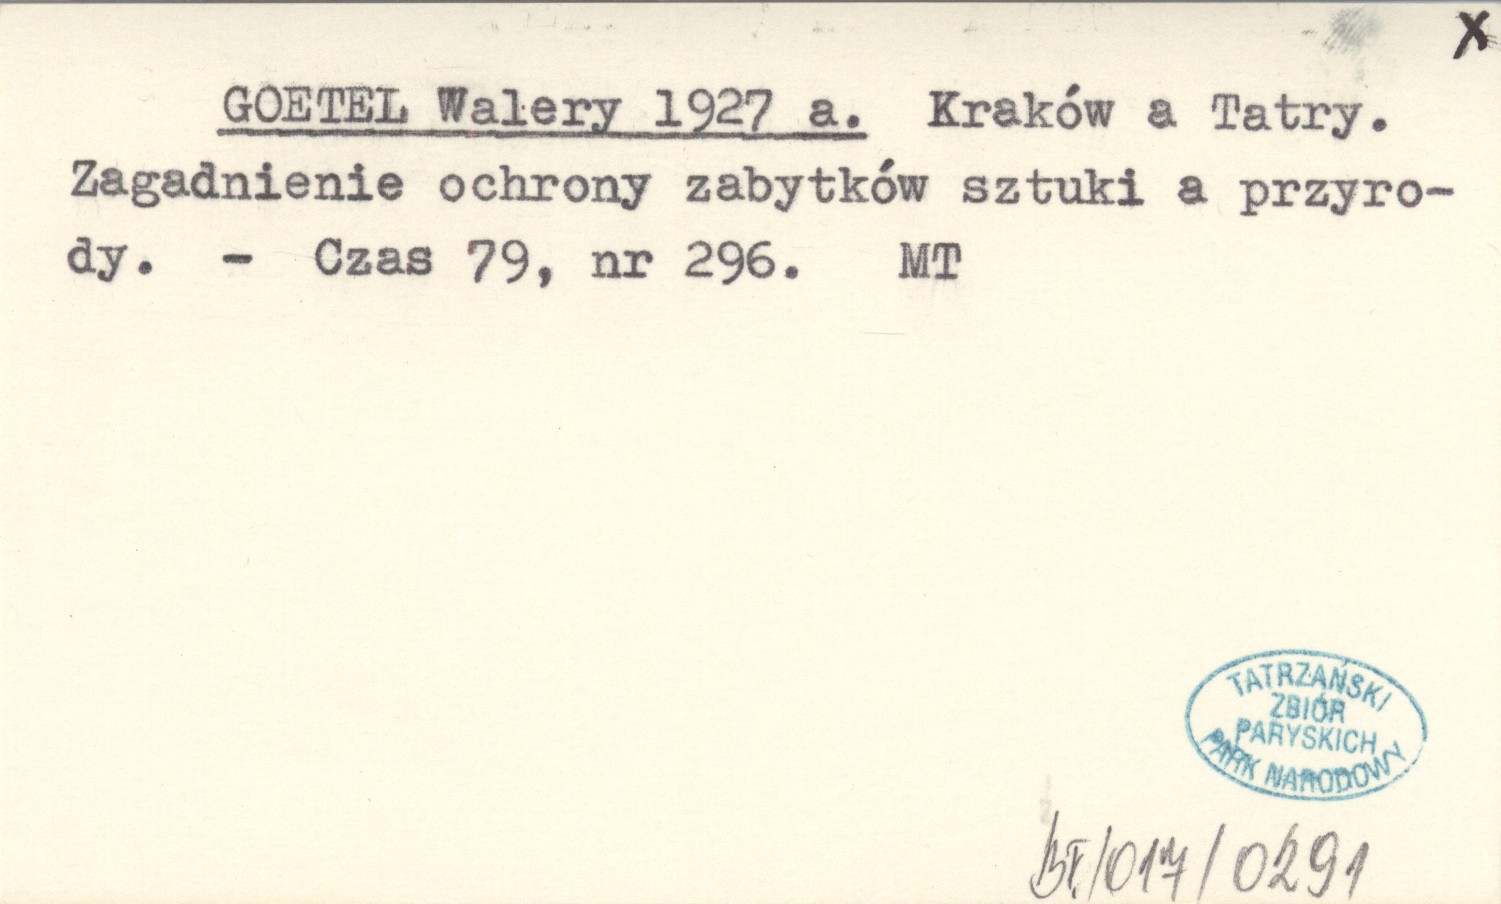 X
GOETEL Walery 1927 a. Kraków a Tatry.
Zagadnienie ochrony zabytków sztuki a przyro-
dy. - Czas 79, nr 296. MT
TATRZAŃSKI
ZBIÓR
PARYSKICH
PARK NARODOWY
BT/017/0291